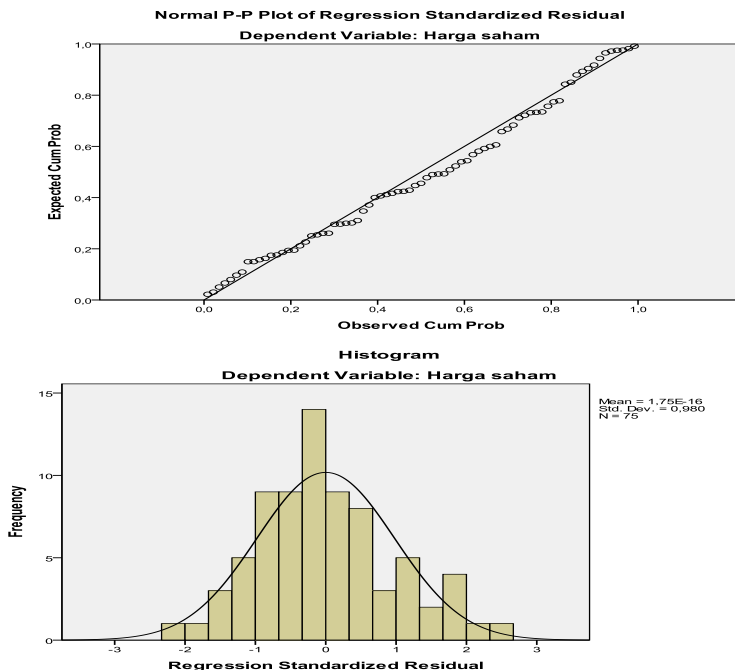 Normal P-P Plot of Regression Standardized Residual
Dependent Variable: Harga saham
1,0
0,8
0,6
0,4
0,2
0,0
Expected Cum Prob
0,0 0,2 0,4 0,6 0,8 1,0
Observed Cum Prob
Histogram
Dependent Variable: Harga saham
15
10
5
0
Frequency
-3 -2 -1 0 1 2 3
Regression Standardized Residual
Mean = 1,75E-16
Std. Dev. = 0,980
N = 75